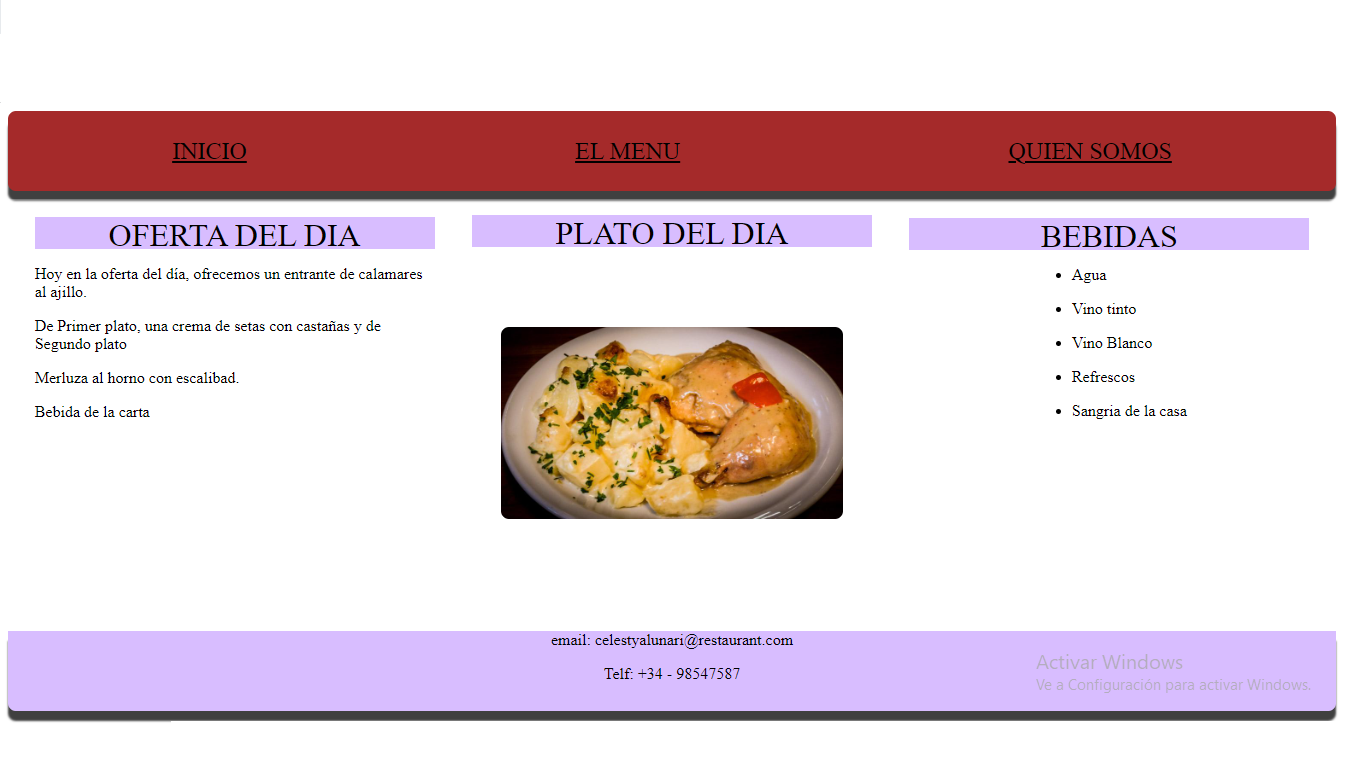 INICIO
EL MENU
QUIEN SOMOS
OFERTA DEL DIA
Hoy en la oferta del día, ofrecemos un entrante de calamares
al ajillo.
De Primer plato, una crema de setas con castañas y de
Segundo plato
Merluza al horno con escalibad.
Bebida de la carta
PLATO DEL DIA
BEBIDAS
Agua
Vino tinto
Vino Blanco
Refrescos
Sangria de la casa
email: celestyalunari@restaurant.com
Telf: +34 - 98547587
Activar Windows
Ve a Configuración para activar Windows.